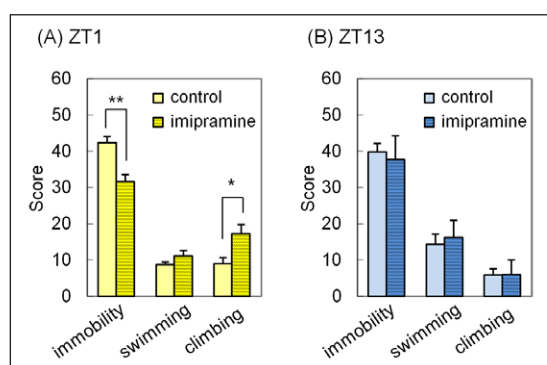 (A) ZT1
60
50
40
30
20
10
0
Score
control
imipramine
**
*
immobility
swimming
climbing
(B) ZT13
60
50
40
30
20
10
0
Score
control
imipramine
immobility
swimming
climbing